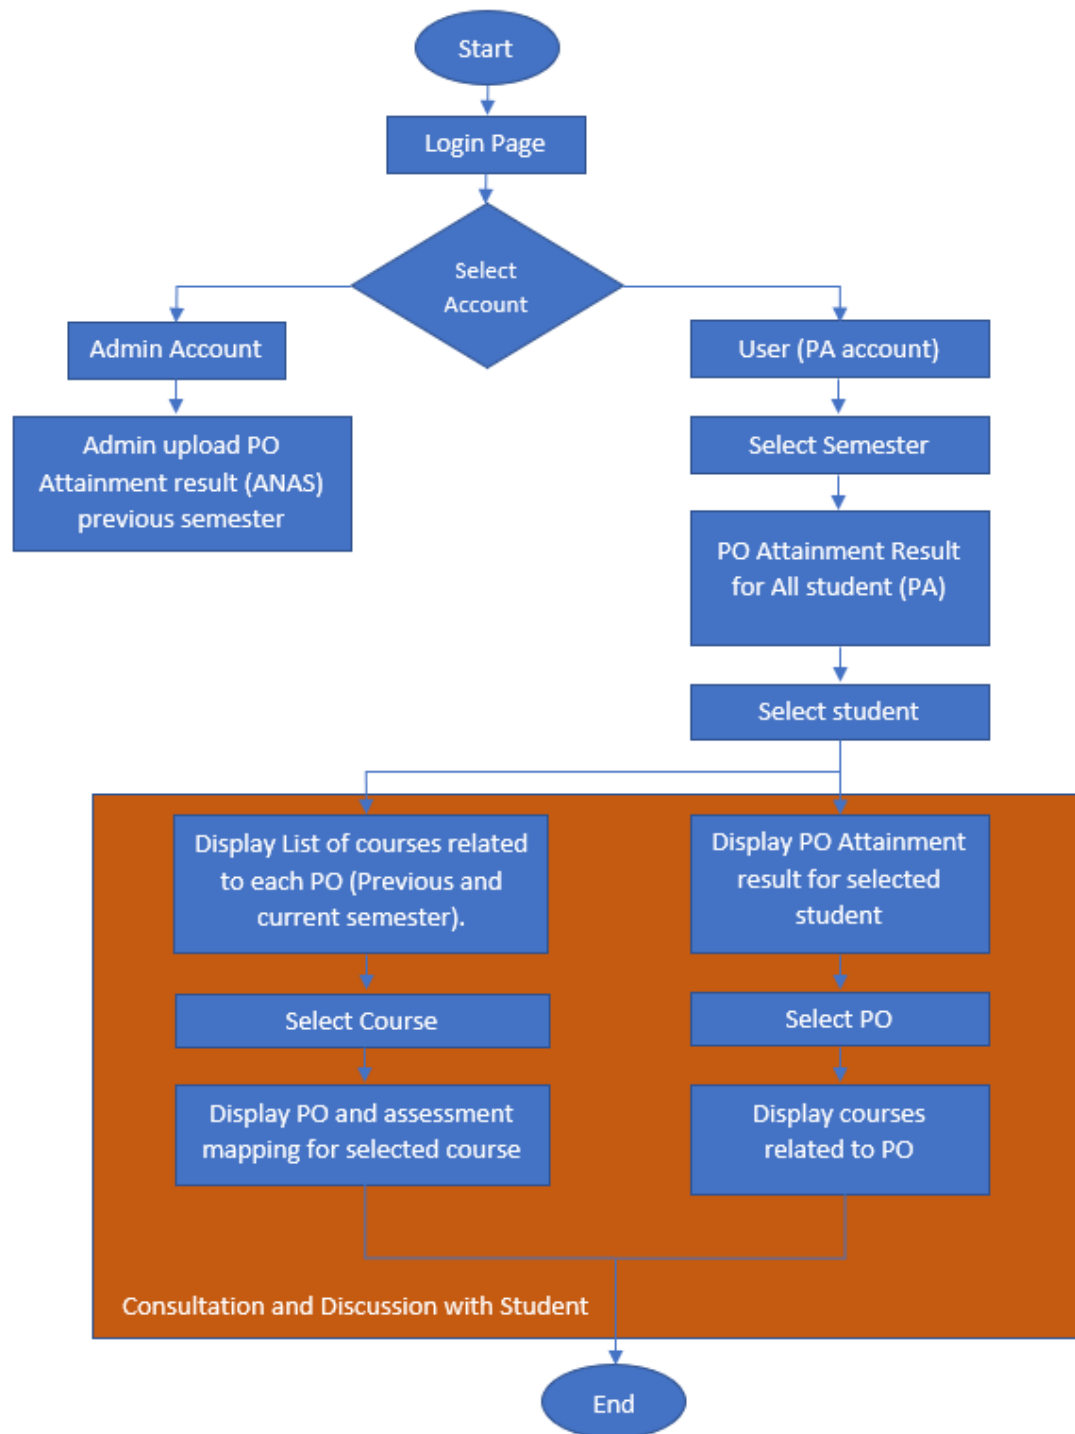 Start
Login Page
Select
Account
Admin Account
User (PA account)
Admin upload PO
Attainment result (ANAS)
previous semester
Select Semester
PO Attainment Result
for All student (PA)
Select student
Display List of courses related
to each PO (Previous and
current semester).
Display PO Attainment
result for selected
student
Select Course
Select PO
Display PO and assessment
mapping for selected course
Display courses
related to PO
Consultation and Discussion with Student
End